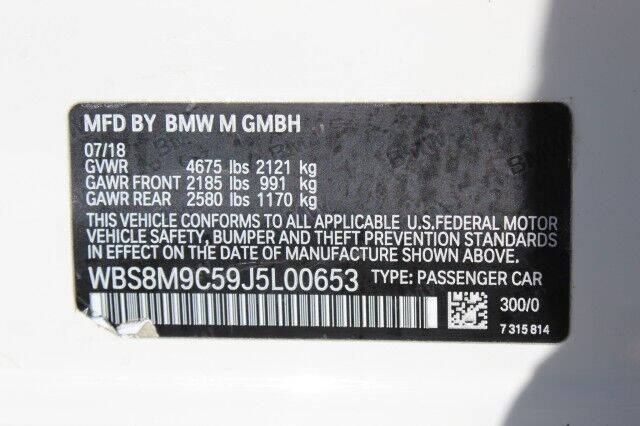 MFD BY BMW M GMBH
07/18
GVWR 4675 lbs 2121 kg
GAWR FRONT 2185 lbs 991 kg
GAWR REAR 2580 lbs 1170 kg
THIS VEHICLE CONFORMS TO ALL APPLICABLE U.S.FEDERAL MOTOR
VEHICLE SAFETY, BUMPER AND THEFT PREVENTION STANDARDS
IN EFFECT ON THE DATE OF MANUFACTURE SHOWN ABOVE.
WBS8M9C59J5L00653 TYPE: PASSENGER CAR
300/0
7 315 814